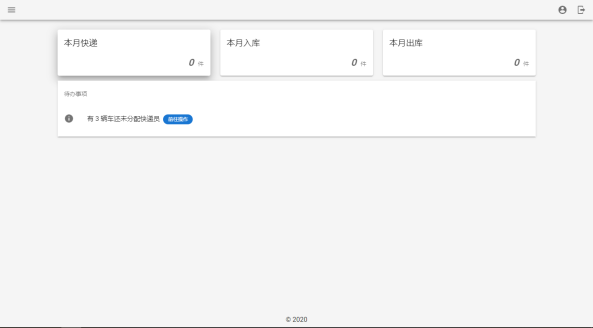 本月快递
0 件
本月入库
0 件
本月出库
0 件
待办事项
有 3 辆车还未分配快递员 前往操作
© 2020